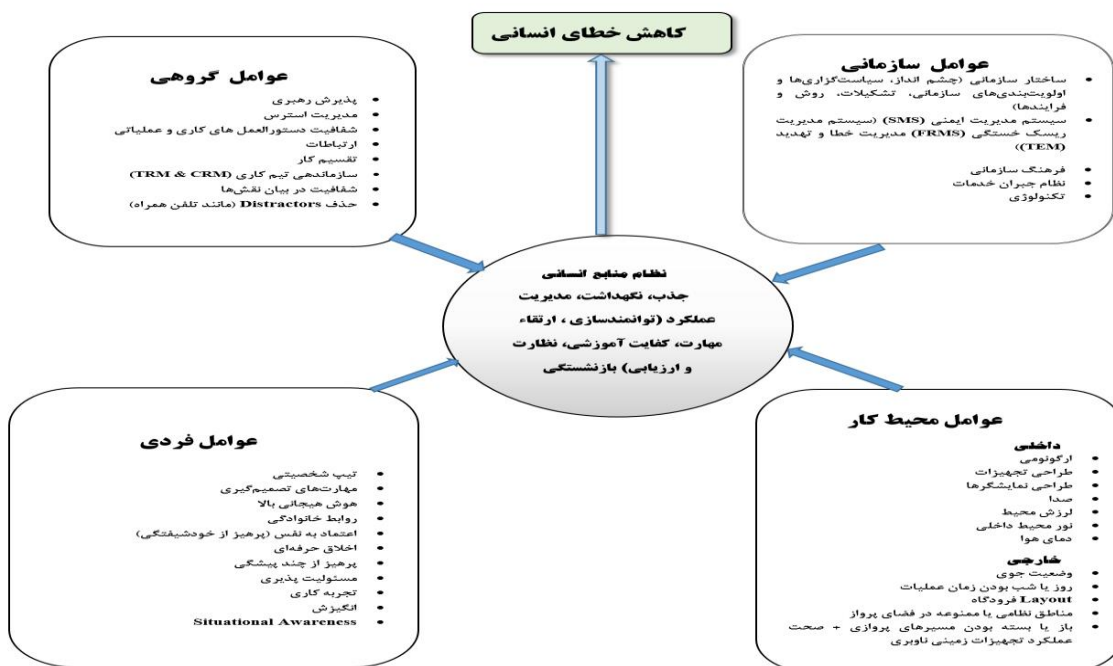 کاهش خطای انسانی
عوامل سازمانی
• ساختار سازمانی (چشم انداز، سیاست‌گزاری‌ها و
اولویت‌بندی‌های سازمانی، تشکیلات، روش و
فرایندها)
• سیستم مدیریت ایمنی (SMS) (سیستم مدیریت
ریسک خستگی (FRMS) مدیریت خطا و تهدید
(TEM))
• فرهنگ سازمانی
• نظام جبران خدمات
• تکنولوژی
عوامل گروهی
• پذیرش رهبری
• مدیریت استرس
• شفافیت دستورالعمل های کاری و عملیاتی
• ارتباطات
• تقسیم کار
• سازماندهی تیم کاری (TRM & CRM)
• شفافیت در بیان نقش‌ها
• حذف Distractors (مانند تلفن همراه)
نظام منابع انسانی
جذب، نگهداشت، مدیریت
عملکرد (توانمندسازی ، ارتقاء
مهارت، کفایت آموزشی، نظارت
و ارزیابی) بازنشستگی
عوامل محیط کار
داخلی
• ارگونومی
• طراحی تجهیزات
• طراحی نمایشگرها
• صدا
• لرزش محیط
• نور محیط داخلی
• دمای هوا
خارجی
• وضعیت جوی
• روز یا شب بودن زمان عملیات
• Layout فرودگاه
• مناطق نظامی یا ممنوعه در فضای پرواز
• باز یا بسته بودن مسیرهای پروازی + صحت
عملکرد تجهیزات زمینی ناوبری
عوامل فردی
• تیپ شخصیتی
• مهارت‌های تصمیم‌گیری
• هوش هیجانی بالا
• روابط خانوادگی
• اعتماد به نفس (پرهیز از خودشیفتگی)
• اخلاق حرفه‌ای
• پرهیز از چند پیشگی
• مسئولیت پذیری
• تجربه کاری
• انگیزش
• Situational Awareness